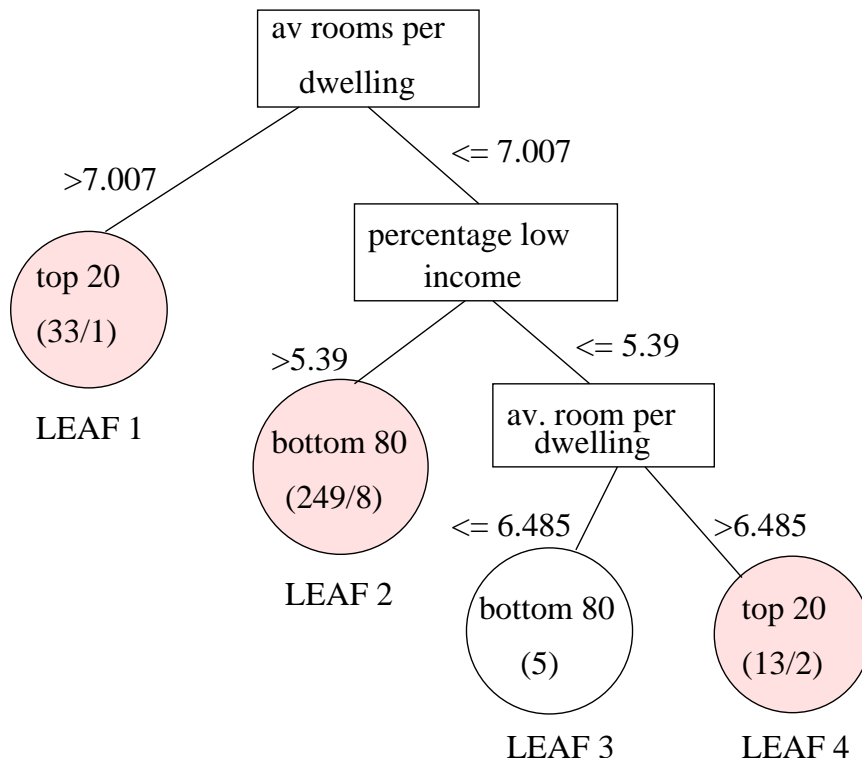 av rooms per
dwelling
>7.007
<= 7.007
top 20
(33/1)
LEAF 1
percentage low
income
>5.39
<= 5.39
bottom 80
(249/8)
LEAF 2
av. room per
dwelling
<= 6.485
>6.485
bottom 80
(5)
LEAF 3
top 20
(13/2)
LEAF 4